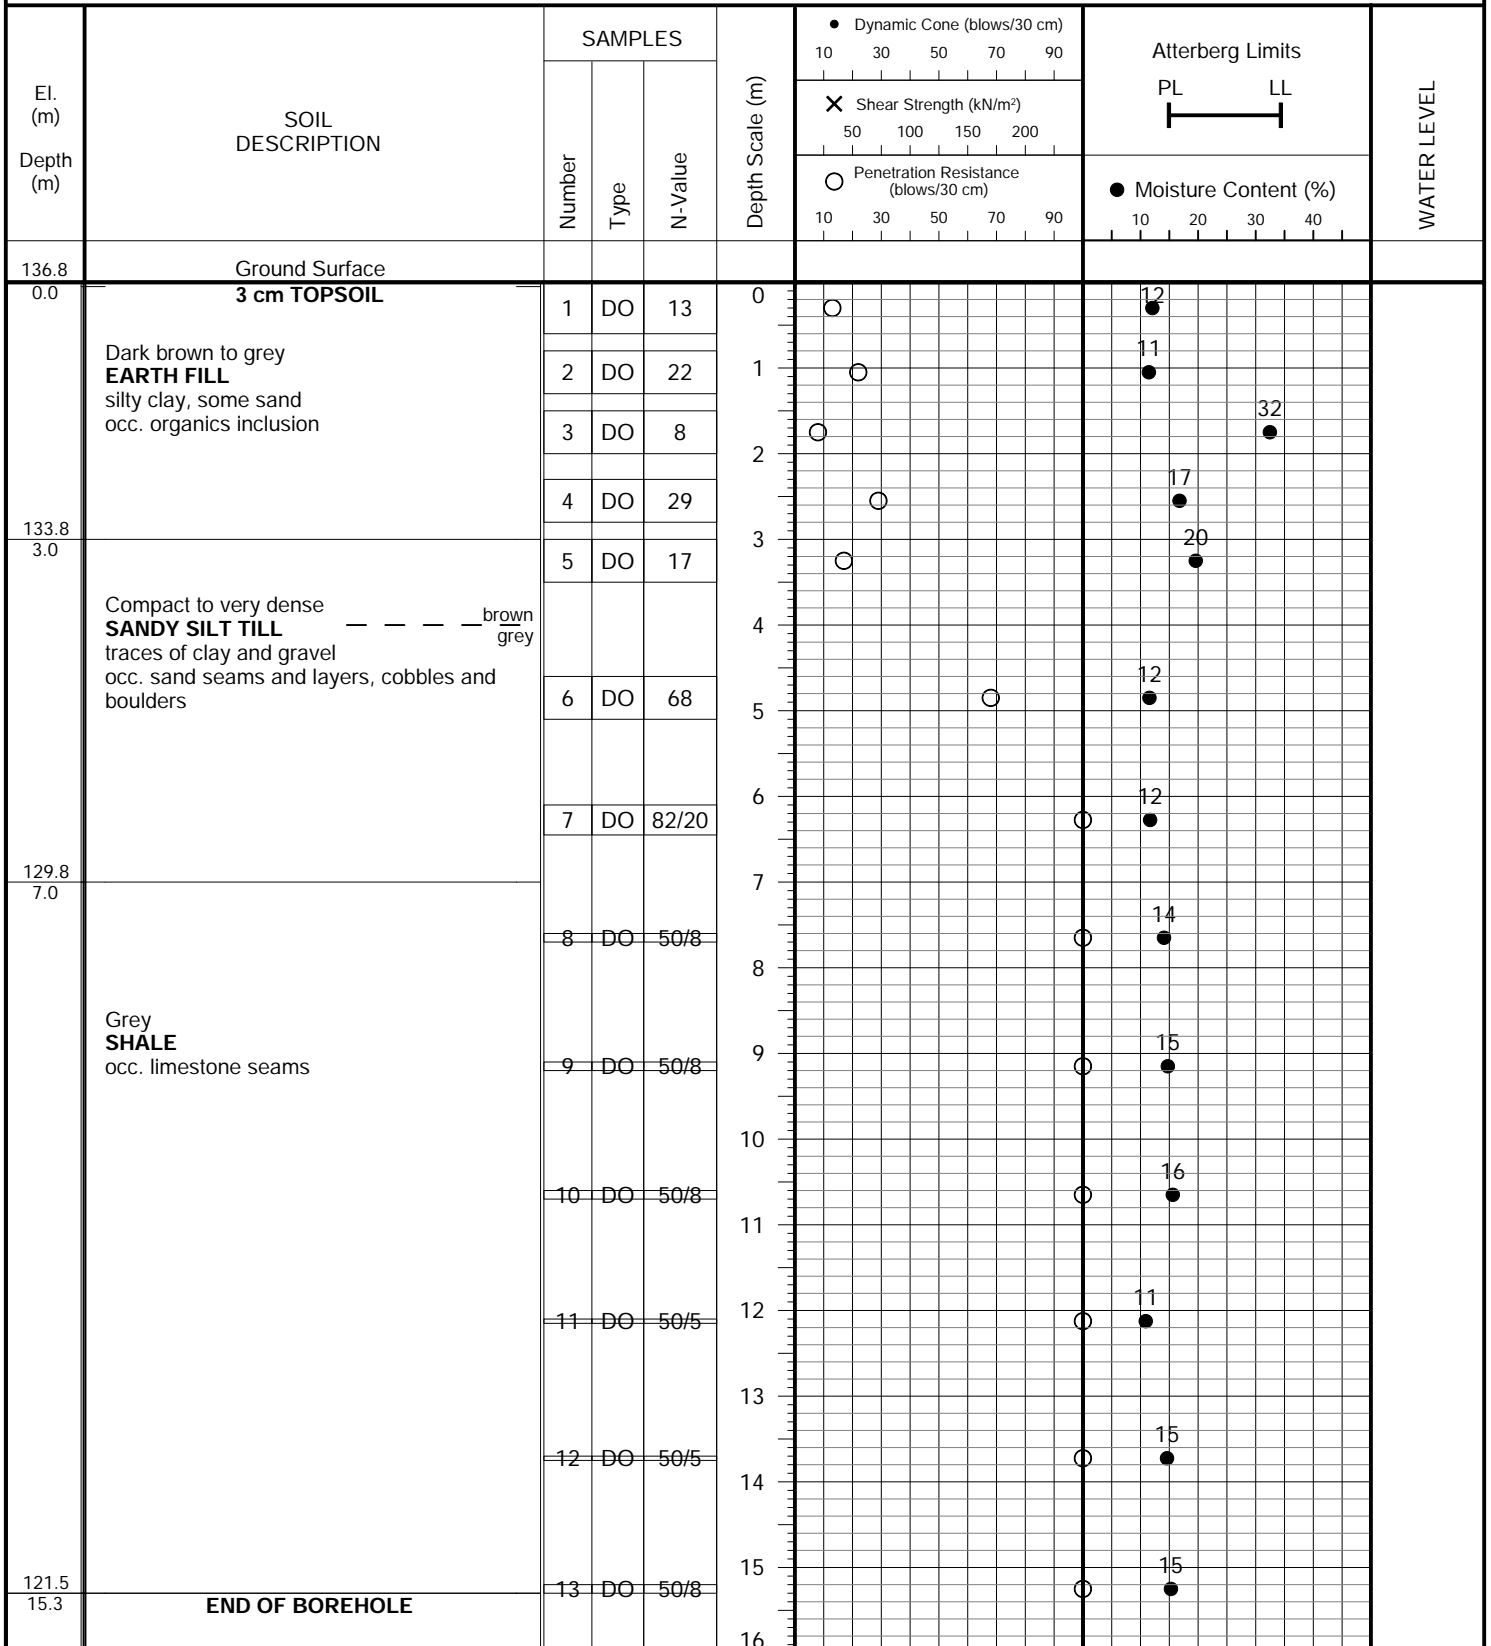 El.
(m)
Depth
(m)
SOIL
DESCRIPTION
SAMPLES
Number
Type
N-Value
Depth Scale (m)
Dynamic Cone (blows/30 cm)
10 30 50 70 90
Shear Strength (kN/m²)
50 100 150 200
Penetration Resistance
(blows/30 cm)
10 30 50 70 90
Atterberg Limits
PL LL
Moisture Content (%)
10 20 30 40
WATER LEVEL
136.8 Ground Surface
0.0 3 cm TOPSOIL 0
1 DO 13 12
Dark brown to grey
EARTH FILL
silty clay, some sand
occ. organics inclusion
11
1
2 DO 22
32
3 DO 8
2
17
4 DO 29
133.8
3.0
3
20
5 DO 17
Compact to very dense
SANDY SILT TILL
traces of clay and gravel
occ. sand seams and layers, cobbles and
boulders
brown
grey
4
12
6 DO 68
5
6
12
7 DO 82/20
129.8
7.0
7
14
8 DO 50/8
8
Grey
SHALE
occ. limestone seams
15
9
9 DO 50/8
10
16
10 DO 50/8
11
11
12
11 DO 50/5
13
15
12 DO 50/5
14
15
15
13 DO 50/8
121.5
15.3
END OF BOREHOLE
16